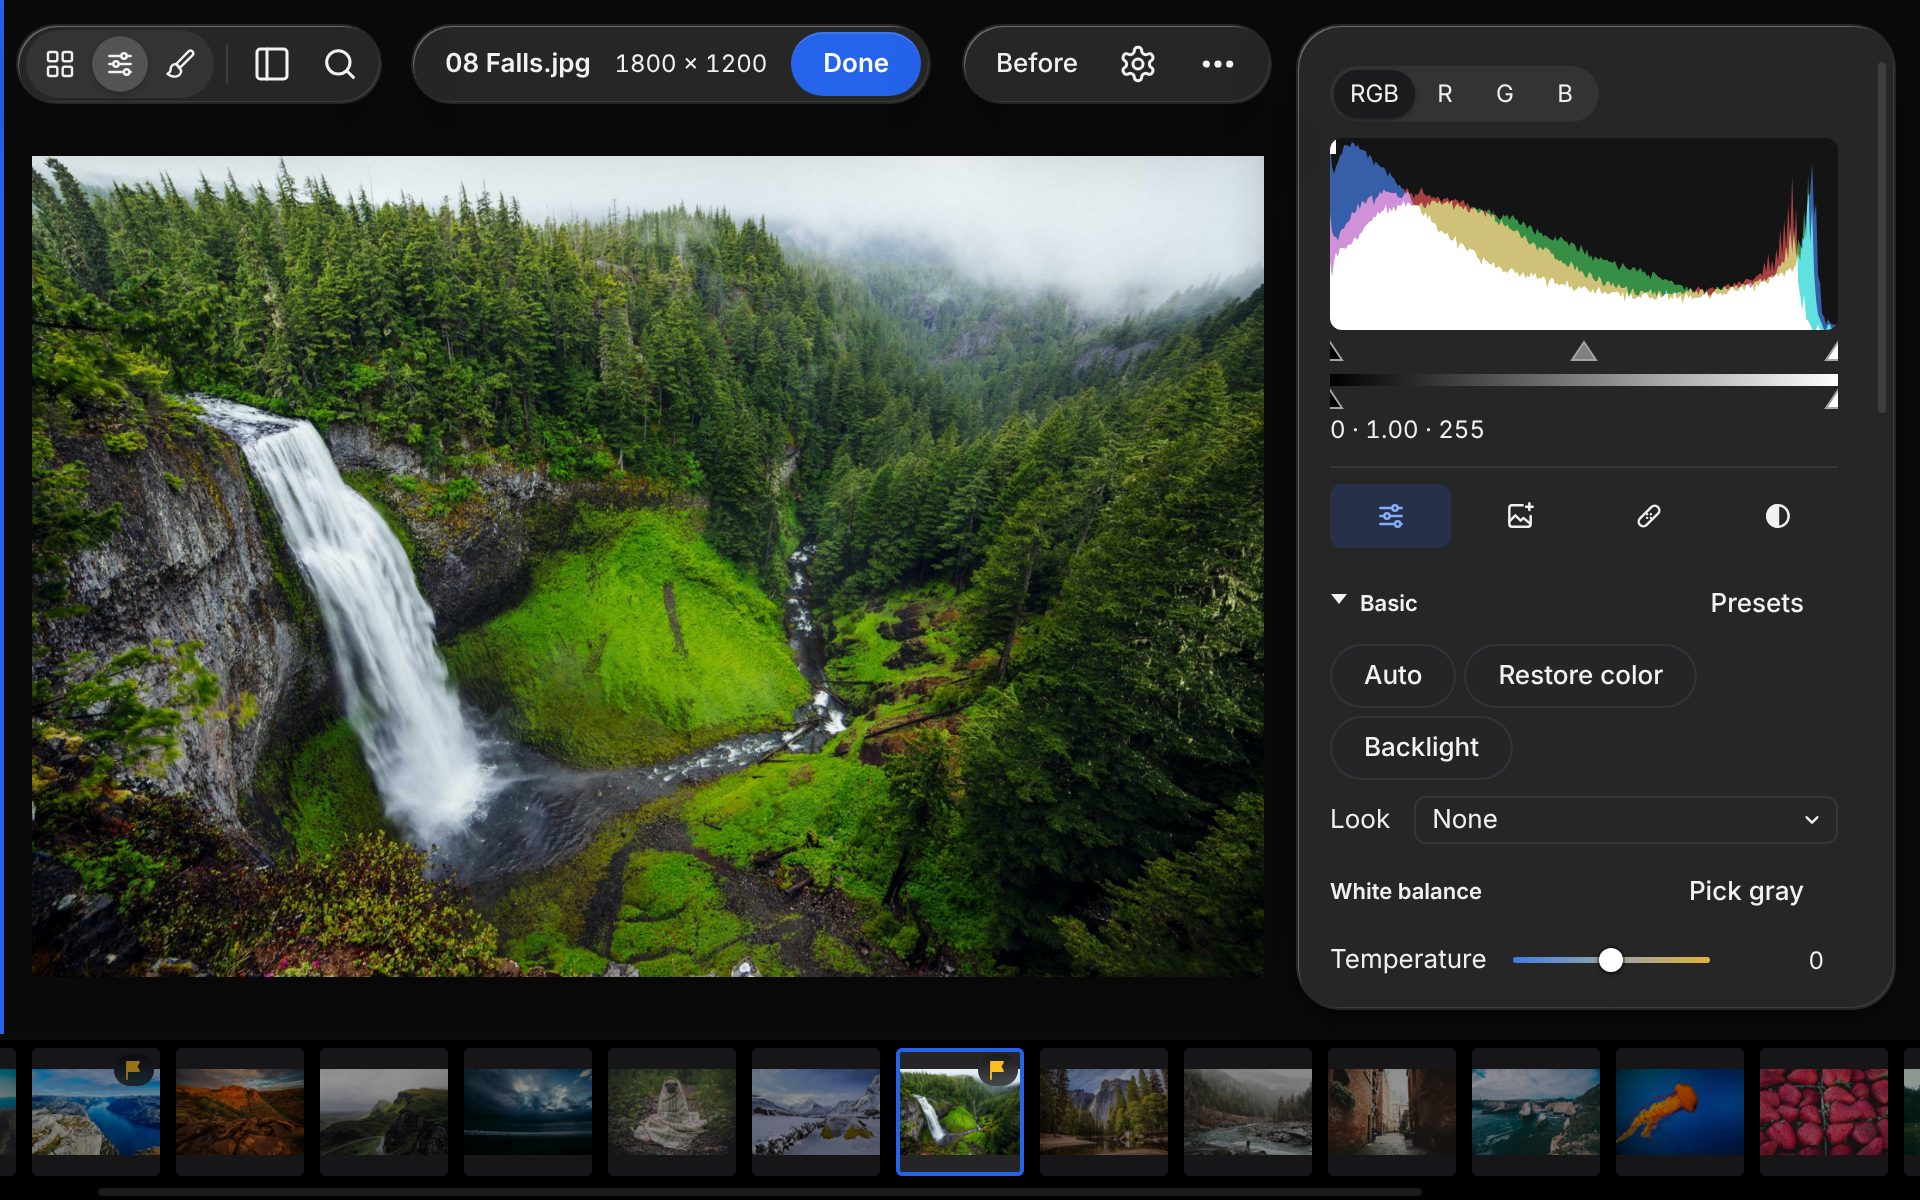 08 Falls.jpg 1800 × 1200 Done Before
RGB R G B
0 · 1.00 · 255
Basic Presets
Auto Restore color
Backlight
Look None
White balance Pick gray
Temperature 0